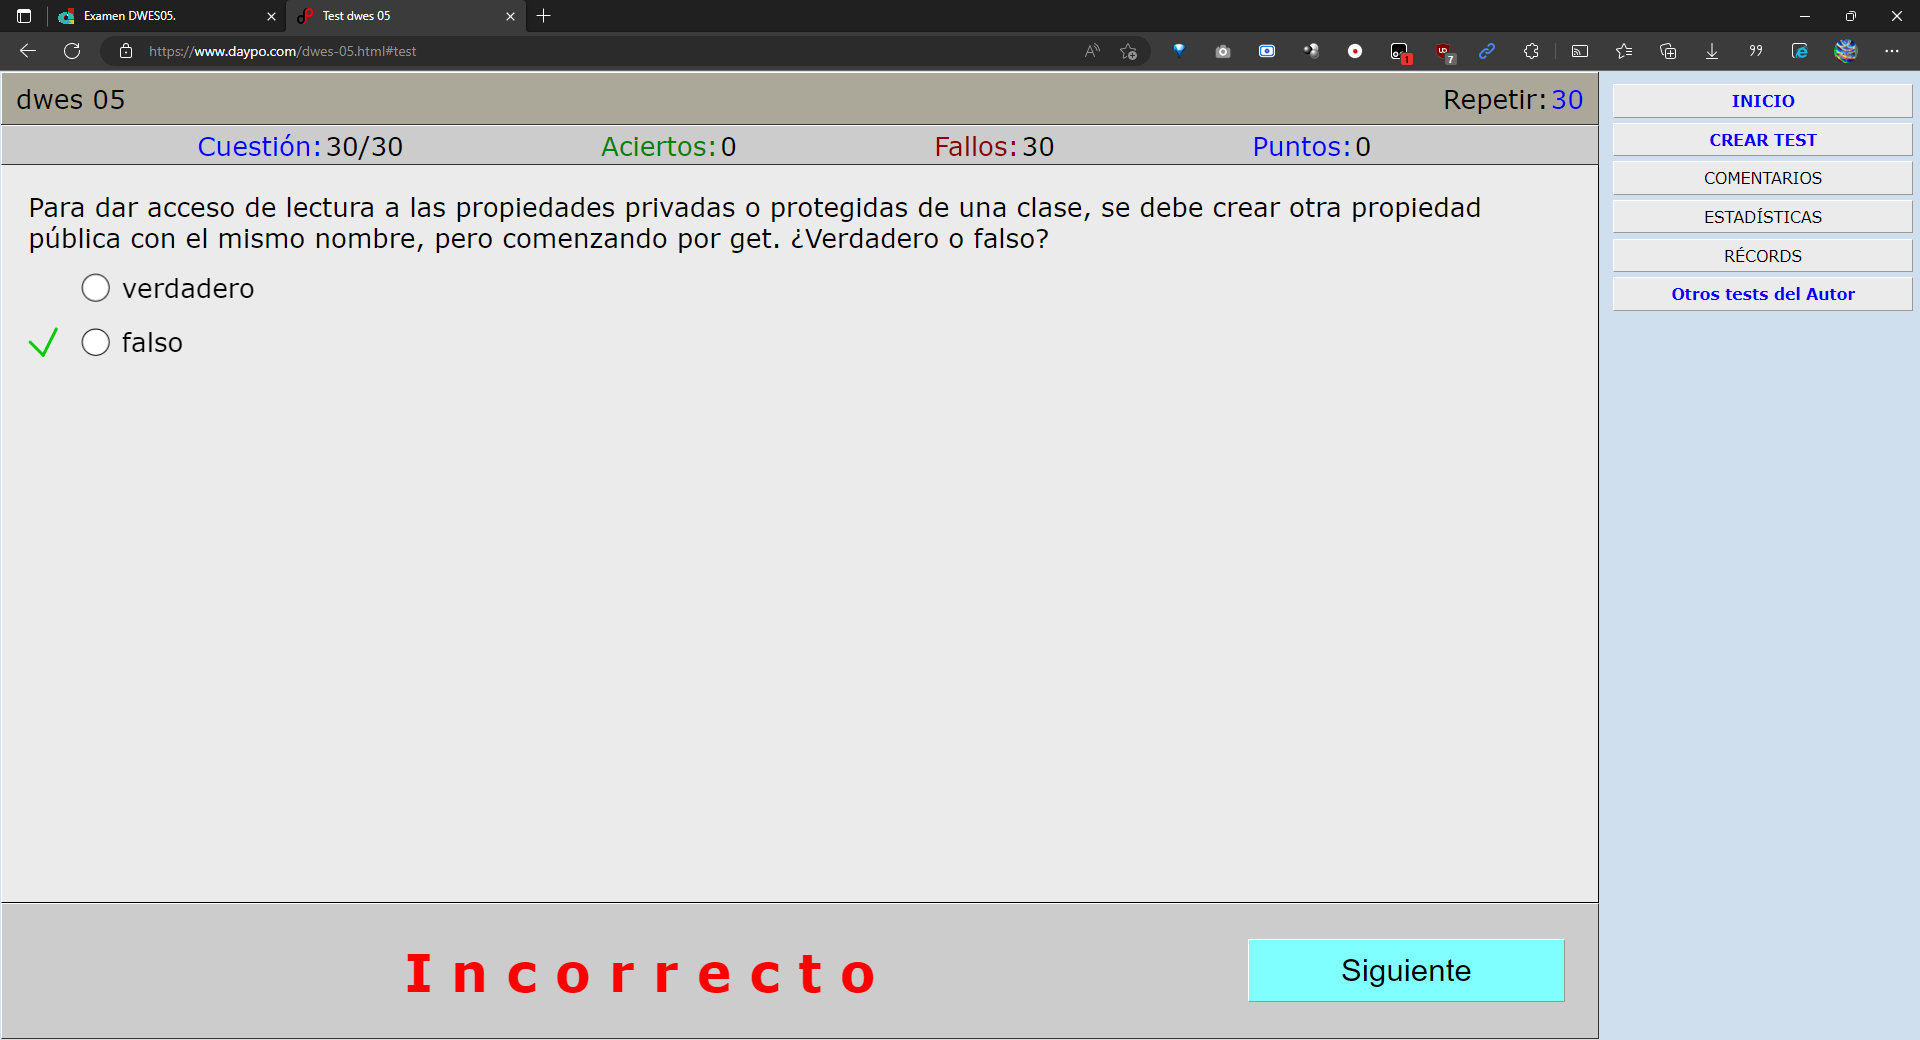 Examen DWES05.
Test dwes 05
https://www.daypo.com/dwes-05.html#test
1
7
dwes 05
Repetir: 30
Cuestión: 30/30
Aciertos: 0
Fallos: 30
Puntos: 0
Para dar acceso de lectura a las propiedades privadas o protegidas de una clase, se debe crear otra propiedad
pública con el mismo nombre, pero comenzando por get. ¿Verdadero o falso?
verdadero
falso
Incorrecto
Siguiente
INICIO
CREAR TEST
COMENTARIOS
ESTADÍSTICAS
RÉCORDS
Otros tests del Autor